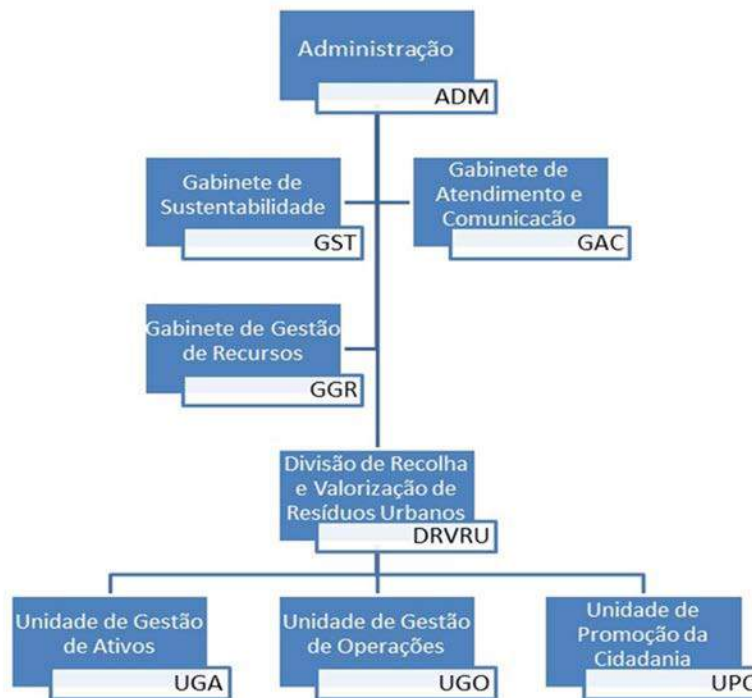 Administração
ADM
Gabinete de
Sustentabilidade
GST
Gabinete de
Atendimento e
Comunicação
GAC
Gabinete de Gestão
de Recursos
GGR
Divisão de Recolha
e Valorização de
Resíduos Urbanos
DRVRU
Unidade de Gestão
de Ativos
UGA
Unidade de Gestão
de Operações
UGO
Unidade de
Promoção da
Cidadania
UPC